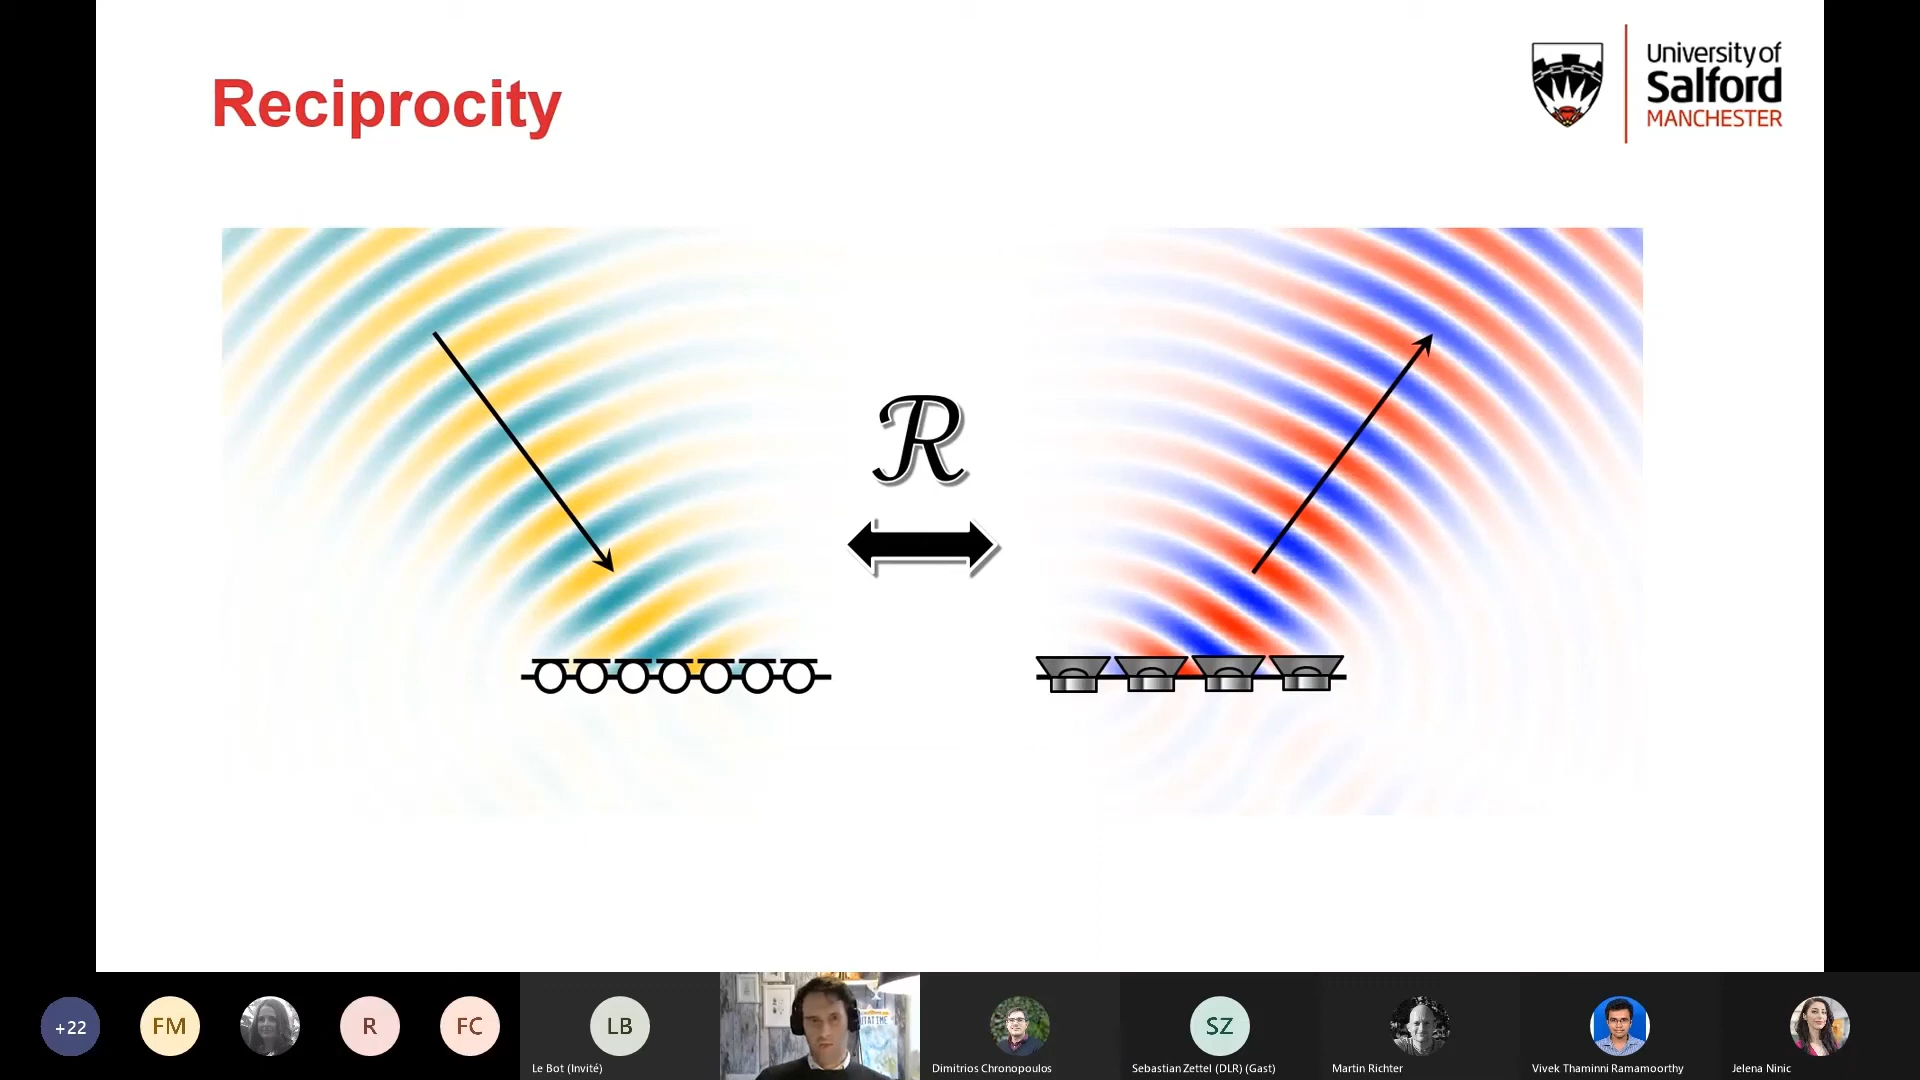 Reciprocity
University of
Salford
MANCHESTER
ℛ
+22
FM
R
FC
LB
SZ
Le Bot (Invité)
Dimitrios Chronopoulos
Sebastian Zettel (DLR) (Gast)
Martin Richter
Vivek Thaminni Ramamoorthy
Jelena Ninic